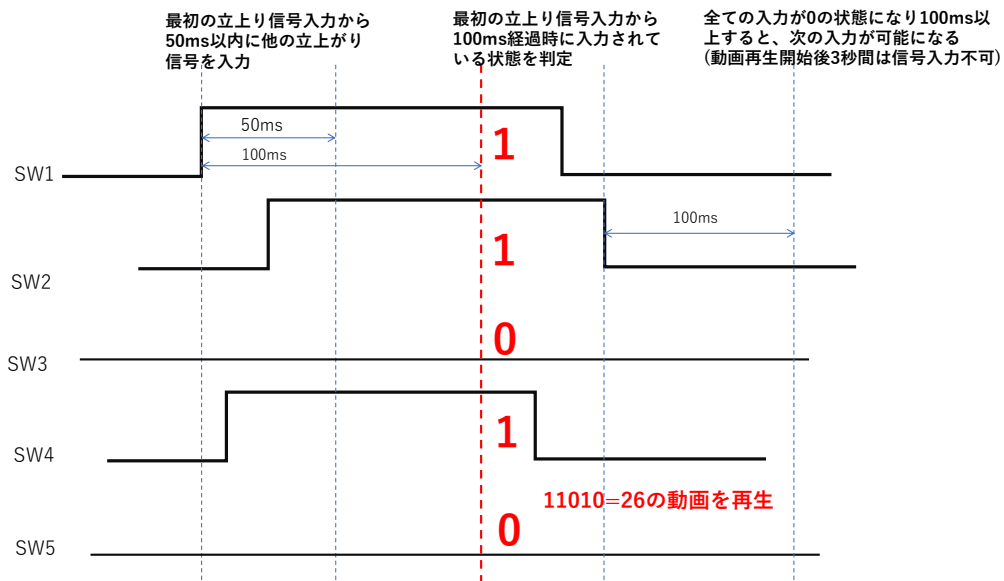 最初の立上り信号入力から
50ms以内に他の立上がり
信号を入力
最初の立上り信号入力から
100ms経過時に入力されて
いる状態を判定
全ての入力が0の状態になり100ms以
上すると、次の入力が可能になる
(動画再生開始後3秒間は信号入力不可)
50ms
100ms
1
SW1
100ms
1
SW2
0
SW3
1
SW4
11010=26の動画を再生
0
SW5